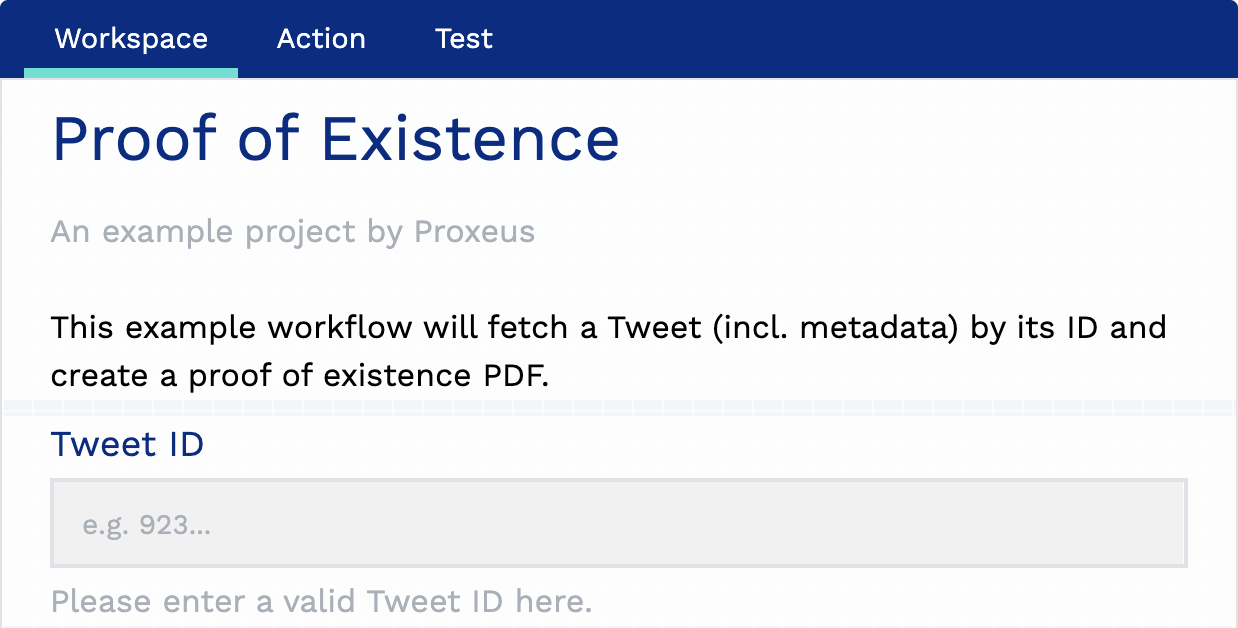 Workspace Action Test
Proof of Existence
An example project by Proxeus
This example workflow will fetch a Tweet (incl. metadata) by its ID and
create a proof of existence PDF.
Tweet ID
e.g. 923...
Please enter a valid Tweet ID here.